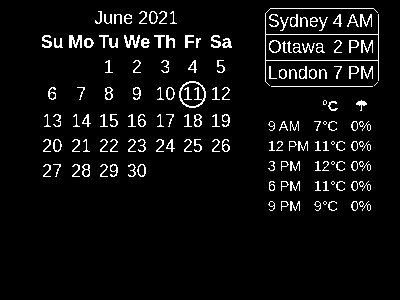 June 2021
Su Mo Tu We Th Fr Sa
1 2 3 4 5
6 7 8 9 10 11 12
13 14 15 16 17 18 19
20 21 22 23 24 25 26
27 28 29 30
Sydney 4 AM
Ottawa 2 PM
London 7 PM
°C ☂
9 AM 7°C 0%
12 PM 11°C 0%
3 PM 12°C 0%
6 PM 11°C 0%
9 PM 9°C 0%